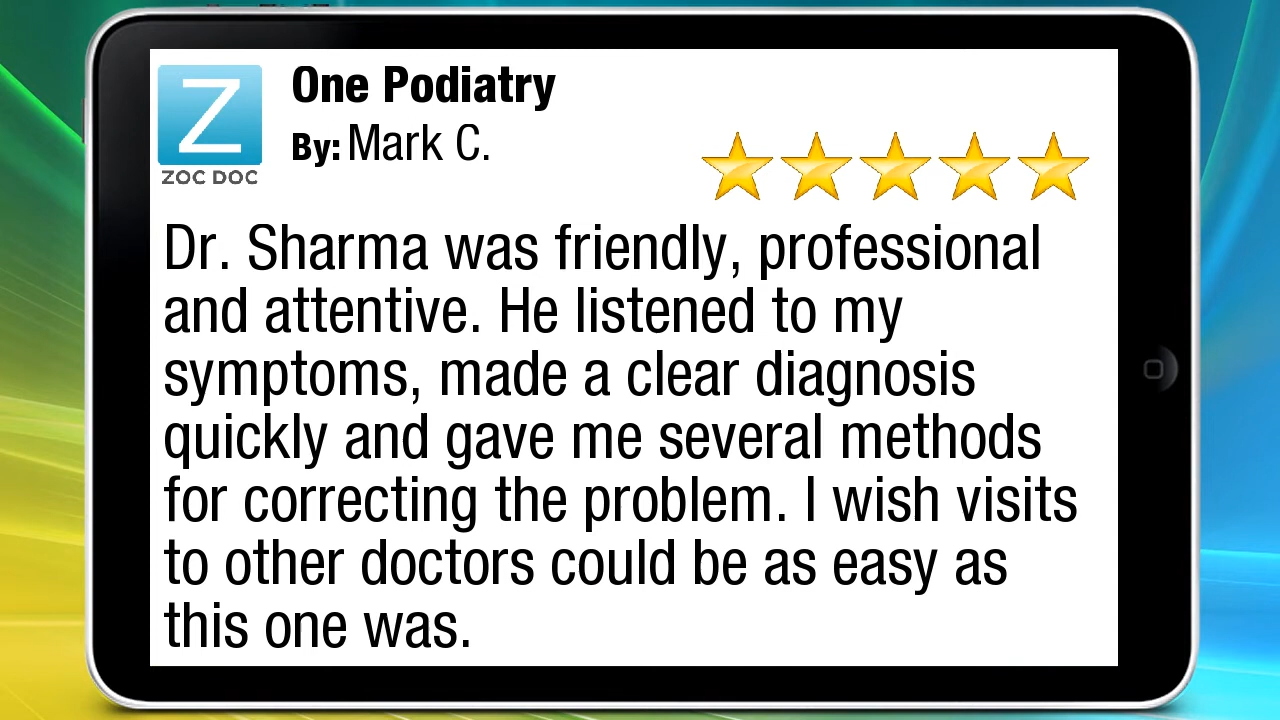 Z
ZOC DOC
One Podiatry
By: Mark C.
Dr. Sharma was friendly, professional
and attentive. He listened to my
symptoms, made a clear diagnosis
quickly and gave me several methods
for correcting the problem. I wish visits
to other doctors could be as easy as
this one was.